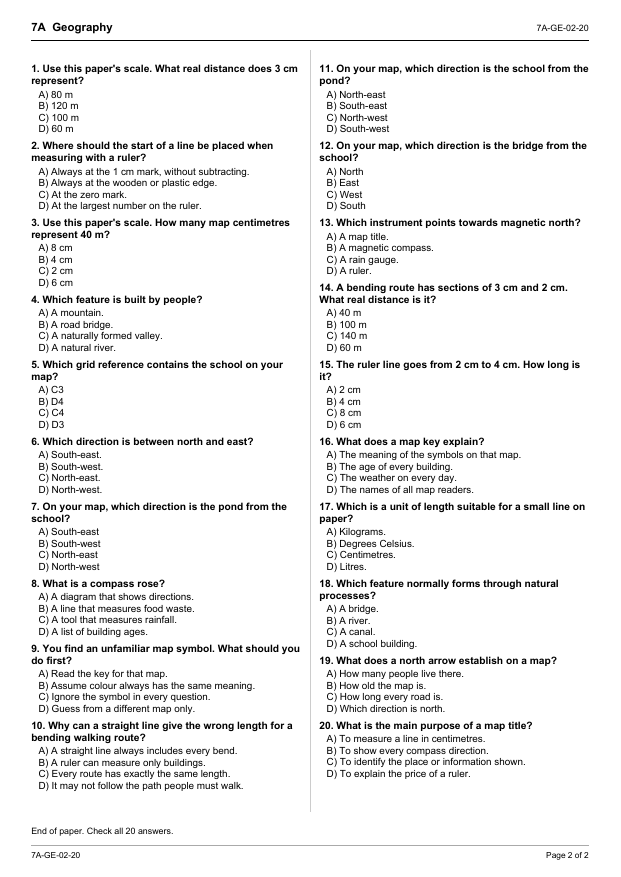 7A Geography
7A-GE-02-20
1. Use this paper's scale. What real distance does 3 cm
represent?
A) 80 m
B) 120 m
C) 100 m
D) 60 m
2. Where should the start of a line be placed when
measuring with a ruler?
A) Always at the 1 cm mark, without subtracting.
B) Always at the wooden or plastic edge.
C) At the zero mark.
D) At the largest number on the ruler.
3. Use this paper's scale. How many map centimetres
represent 40 m?
A) 8 cm
B) 4 cm
C) 2 cm
D) 6 cm
4. Which feature is built by people?
A) A mountain.
B) A road bridge.
C) A naturally formed valley.
D) A natural river.
5. Which grid reference contains the school on your
map?
A) C3
B) D4
C) C4
D) D3
6. Which direction is between north and east?
A) South-east.
B) South-west.
C) North-east.
D) North-west.
7. On your map, which direction is the pond from the
school?
A) South-east
B) South-west
C) North-east
D) North-west
8. What is a compass rose?
A) A diagram that shows directions.
B) A line that measures food waste.
C) A tool that measures rainfall.
D) A list of building ages.
9. You find an unfamiliar map symbol. What should you
do first?
A) Read the key for that map.
B) Assume colour always has the same meaning.
C) Ignore the symbol in every question.
D) Guess from a different map only.
10. Why can a straight line give the wrong length for a
bending walking route?
A) A straight line always includes every bend.
B) A ruler can measure only buildings.
C) Every route has exactly the same length.
D) It may not follow the path people must walk.
11. On your map, which direction is the school from the
pond?
A) North-east
B) South-east
C) North-west
D) South-west
12. On your map, which direction is the bridge from the
school?
A) North
B) East
C) West
D) South
13. Which instrument points towards magnetic north?
A) A map title.
B) A magnetic compass.
C) A rain gauge.
D) A ruler.
14. A bending route has sections of 3 cm and 2 cm.
What real distance is it?
A) 40 m
B) 100 m
C) 140 m
D) 60 m
15. The ruler line goes from 2 cm to 4 cm. How long is
it?
A) 2 cm
B) 4 cm
C) 8 cm
D) 6 cm
16. What does a map key explain?
A) The meaning of the symbols on that map.
B) The age of every building.
C) The weather on every day.
D) The names of all map readers.
17. Which is a unit of length suitable for a small line on
paper?
A) Kilograms.
B) Degrees Celsius.
C) Centimetres.
D) Litres.
18. Which feature normally forms through natural
processes?
A) A bridge.
B) A river.
C) A canal.
D) A school building.
19. What does a north arrow establish on a map?
A) How many people live there.
B) How old the map is.
C) How long every road is.
D) Which direction is north.
20. What is the main purpose of a map title?
A) To measure a line in centimetres.
B) To show every compass direction.
C) To identify the place or information shown.
D) To explain the price of a ruler.
End of paper. Check all 20 answers.
7A-GE-02-20
Page 2 of 2